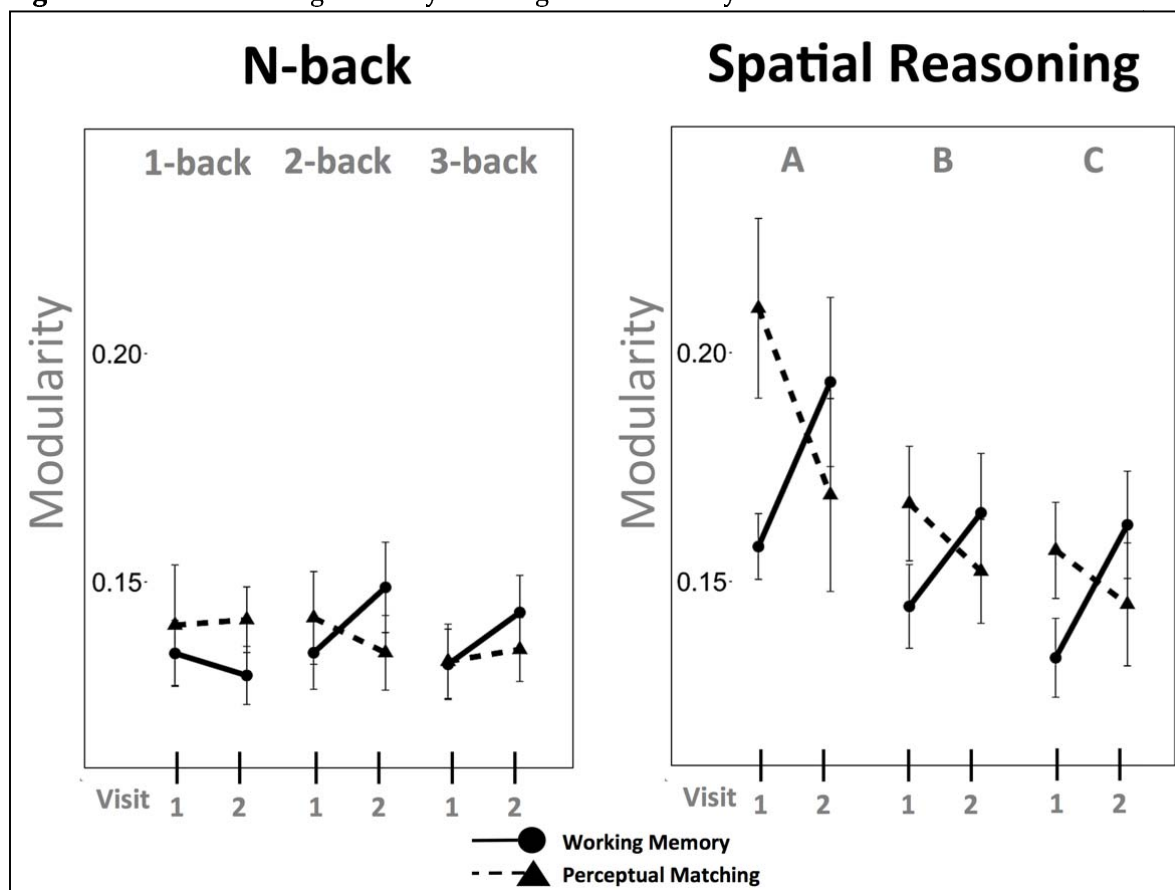 N-back
Spatial Reasoning
1-back 2-back 3-back
A B C
Modularity
0.20
0.15
Modularity
0.20
0.15
Visit 1 2 1 2 1 2
Visit 1 2 1 2 1 2
Working Memory
Perceptual Matching